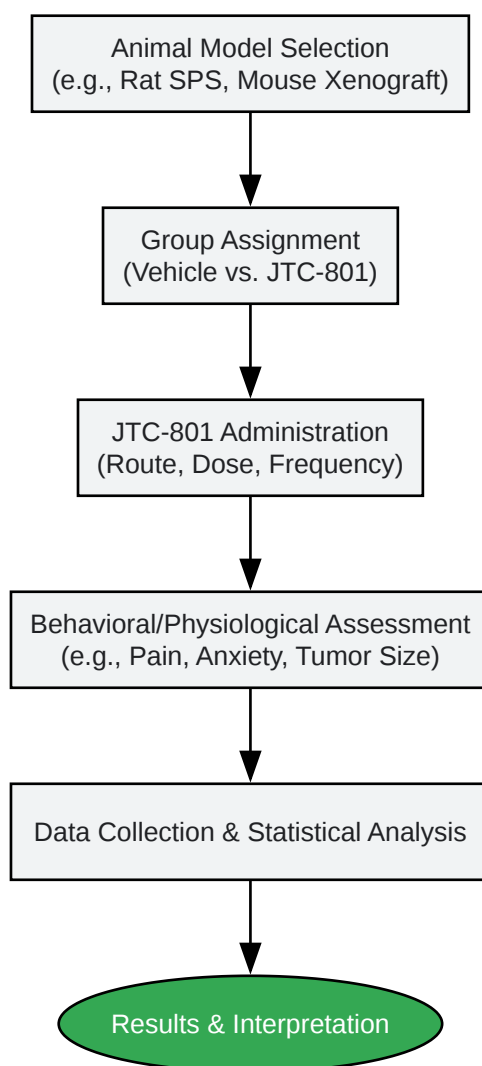 Animal Model Selection
(e.g., Rat SPS, Mouse Xenograft)
Group Assignment
(Vehicle vs. JTC-801)
JTC-801 Administration
(Route, Dose, Frequency)
Behavioral/Physiological Assessment
(e.g., Pain, Anxiety, Tumor Size)
Data Collection & Statistical Analysis
Results & Interpretation